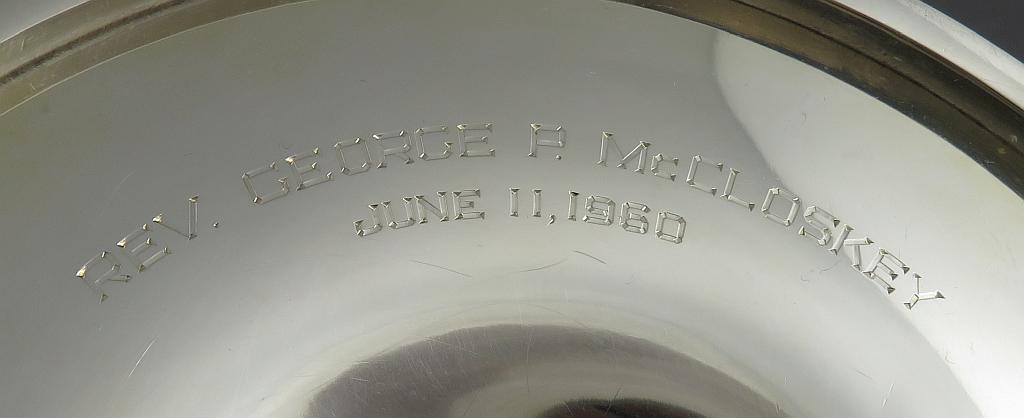 REV. GEORGE P. McCLOSKEY
JUNE 11, 1960